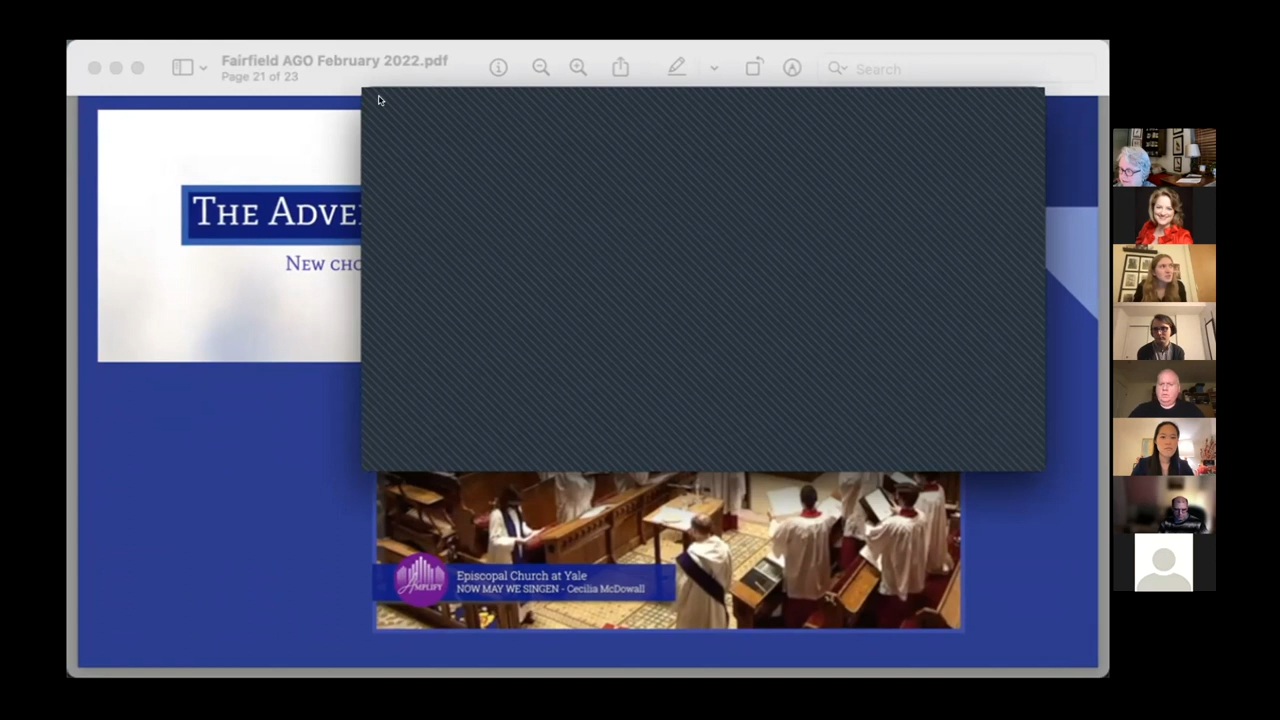 Fairfield AGO February 2022.pdf
Page 21 of 23
Search
THE ADVE
NEW CHO
AMPLIFY
Episcopal Church at Yale
NOW MAY WE SINGEN - Cecilia McDowall